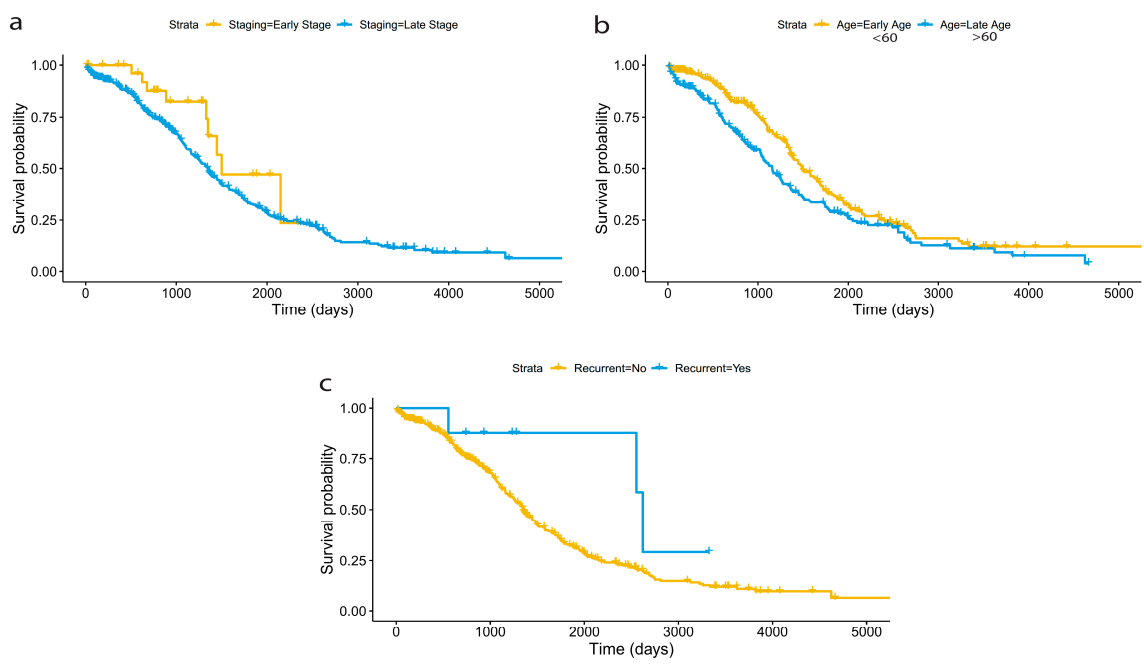 a
Strata Staging=Early Stage Staging=Late Stage
1.00
0.75
0.50
0.25
0.00
Survival probability
0 1000 2000 3000 4000 5000
Time (days)
b
Strata Age=Early Age Age=Late Age
<60 >60
1.00
0.75
0.50
0.25
0.00
Survival probability
0 1000 2000 3000 4000 5000
Time (days)
c
Strata Recurrent=No Recurrent=Yes
1.00
0.75
0.50
0.25
0.00
Survival probability
0 1000 2000 3000 4000 5000
Time (days)